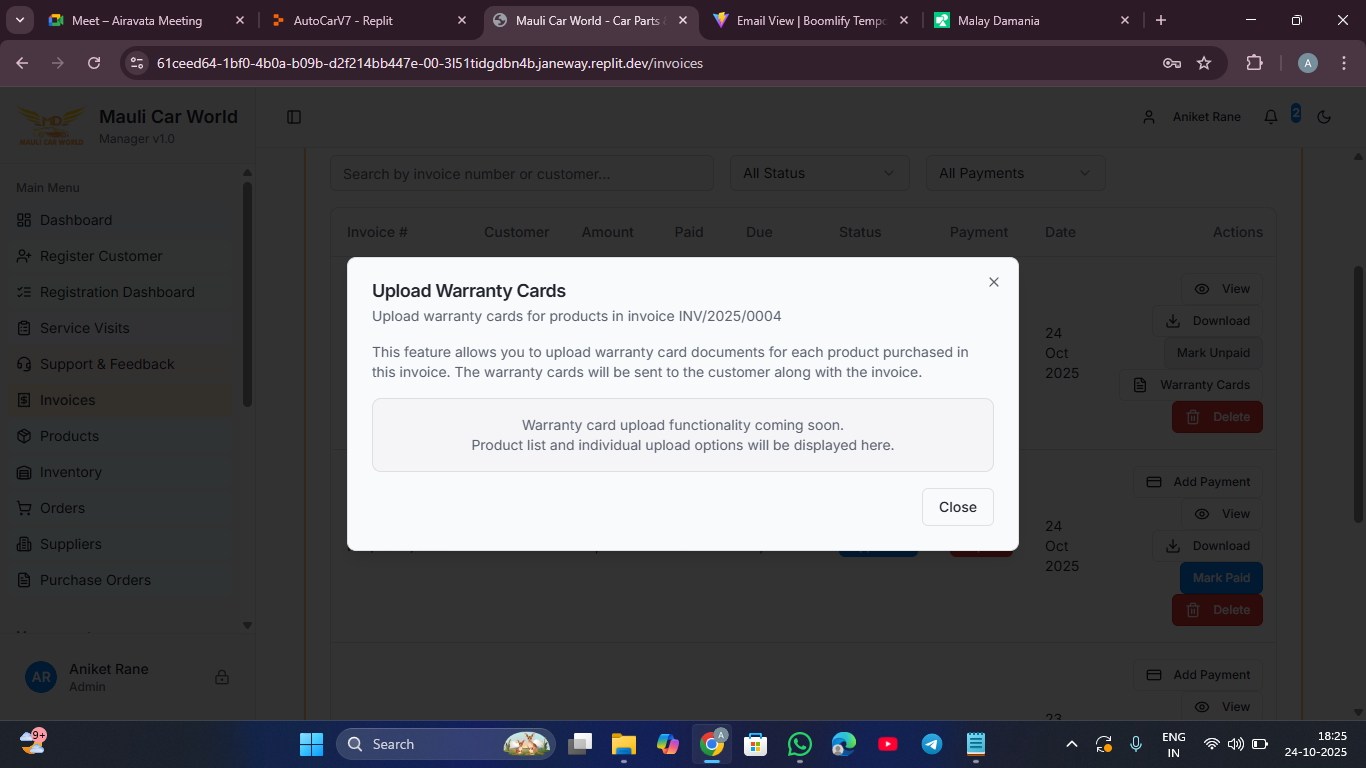 Meet – Airavata Meeting
AutoCarV7 - Replit
Mauli Car World - Car Parts
Email View | Boomlify Tempo
Malay Damania
61ceed64-1bf0-4b0a-b09b-d2f214bb447e-00-3l51tidgdbn4b.janeway.replit.dev/invoices
A
MD
MAULI CAR WORLD
Mauli Car World
Manager v1.0
Aniket Rane
2
Main Menu
Dashboard
Register Customer
Registration Dashboard
Service Visits
Support & Feedback
Invoices
Products
Inventory
Orders
Suppliers
Purchase Orders
AR
Aniket Rane
Admin
Search by invoice number or customer...
All Status
All Payments
Invoice # Customer Amount Paid Due Status Payment Date Actions
24
Oct
2025
View
Download
Mark Unpaid
Warranty Cards
Delete
Upload Warranty Cards
Upload warranty cards for products in invoice INV/2025/0004
This feature allows you to upload warranty card documents for each product purchased in
this invoice. The warranty cards will be sent to the customer along with the invoice.
Warranty card upload functionality coming soon.
Product list and individual upload options will be displayed here.
Close
24
Oct
2025
Add Payment
View
Download
Mark Paid
Delete
Add Payment
View
23
9+
Search
A
ENG
IN
18:25
24-10-2025